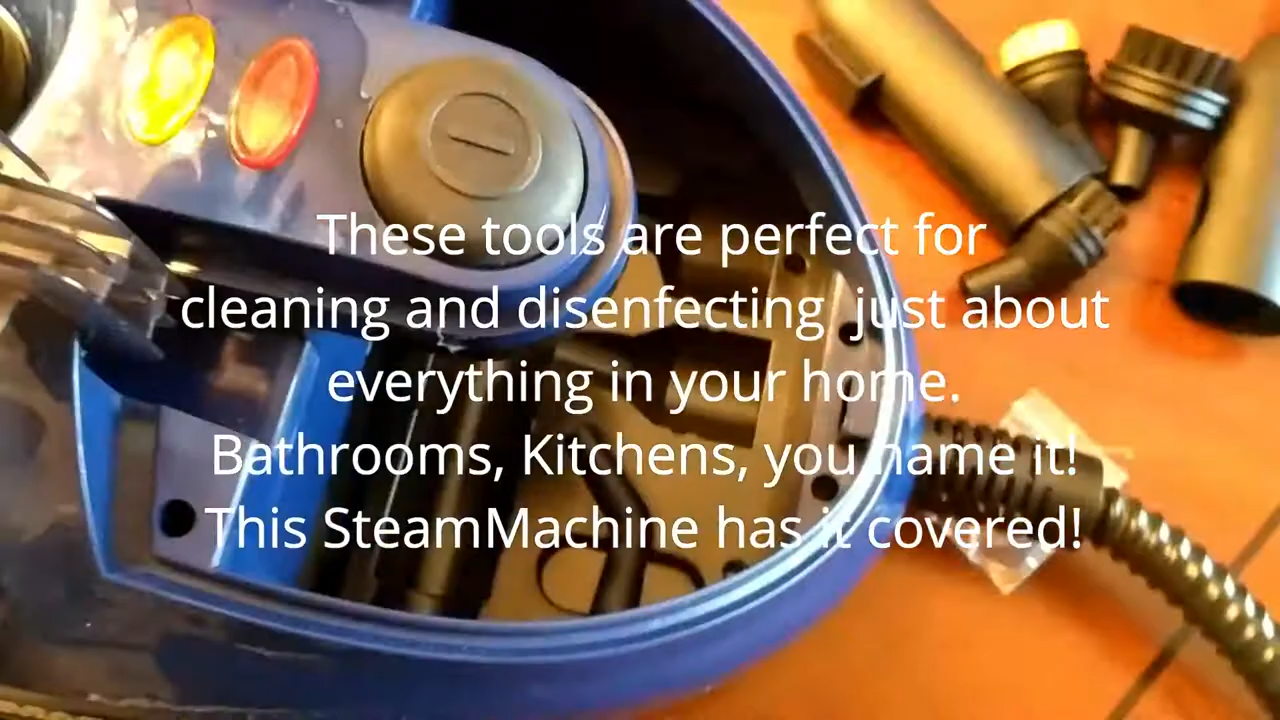 These tools are perfect for
cleaning and disenfecting  just about
everything in your home.
Bathrooms, Kitchens, you name it!
This SteamMachine has it covered!